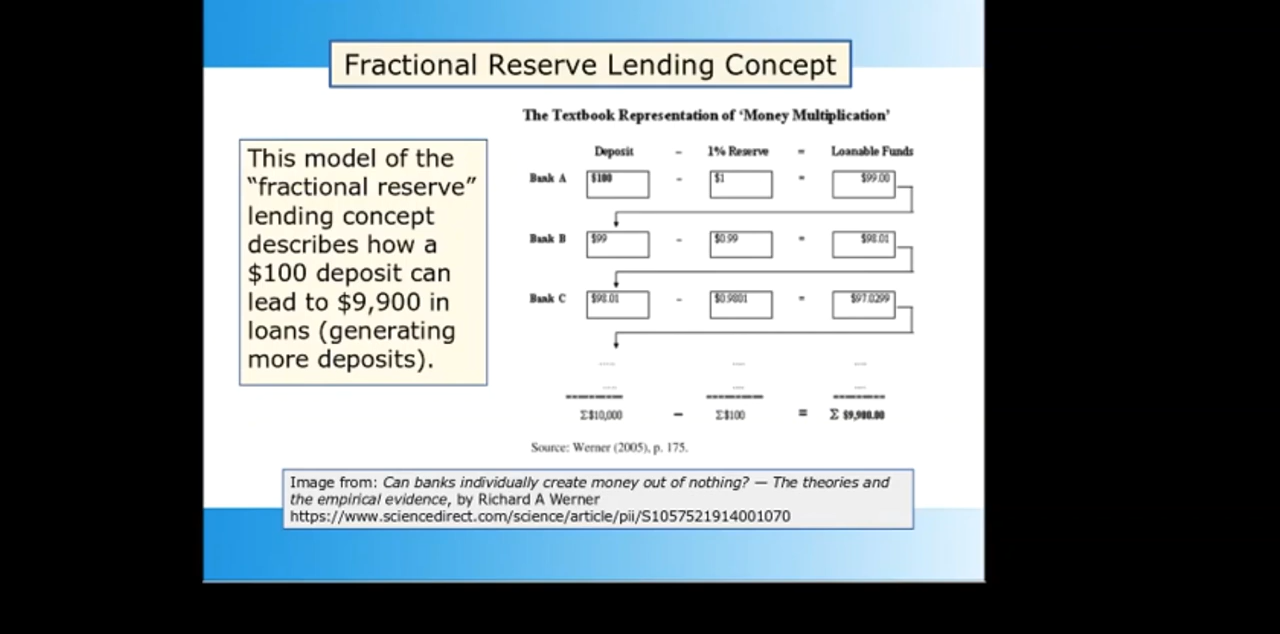 Fractional Reserve Lending Concept
The Textbook Representation of 'Money Multiplication'
This model of the
"fractional reserve"
lending concept
describes how a
$100 deposit can
lead to $9,900 in
loans (generating
more deposits).
Deposit - 1% Reserve = Loanable Funds
Bank A $100 - $1 = $99.00
Bank B $99 - $0.99 = $98.01
Bank C $98.01 - $0.9801 = $97.0299
Σ$10,000 - Σ$100 = Σ $9,900.00
Source: Werner (2005), p. 175.
Image from: Can banks individually create money out of nothing? — The theories and
the empirical evidence, by Richard A Werner
https://www.sciencedirect.com/science/article/pii/S1057521914001070